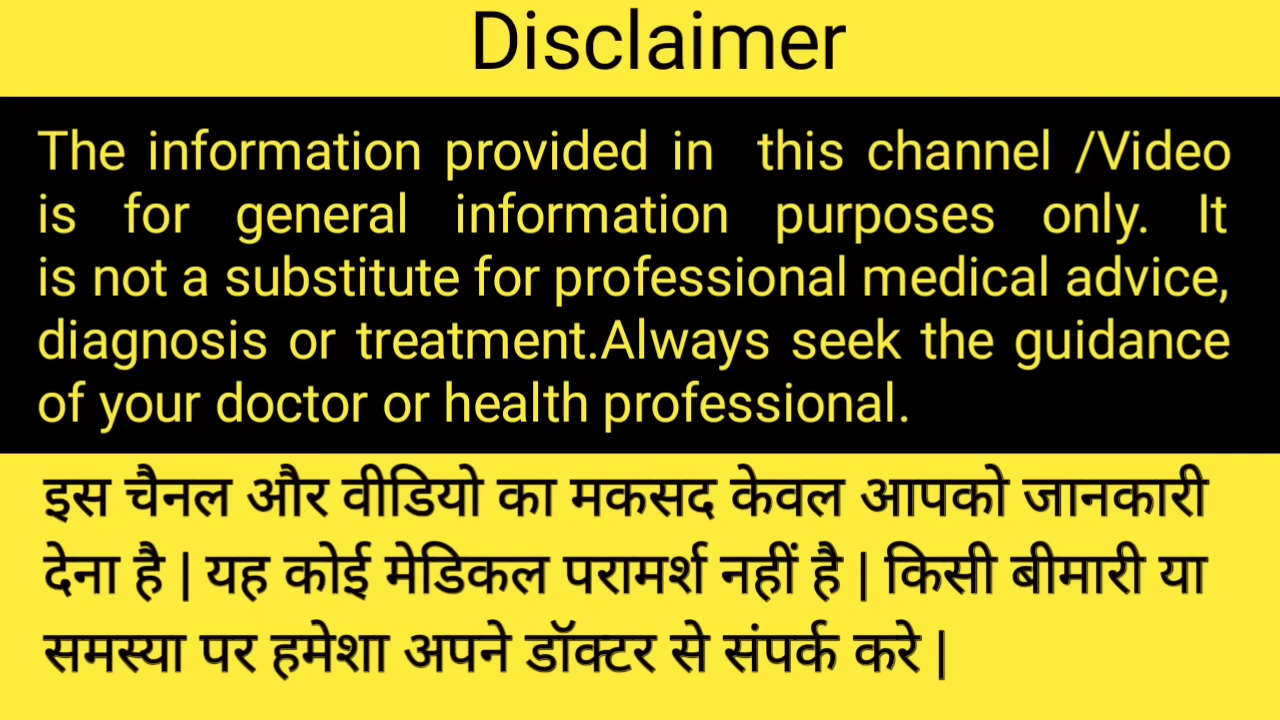 Disclaimer
The information provided in this channel /Video
is for general information purposes only. It
is not a substitute for professional medical advice,
diagnosis or treatment.Always seek the guidance
of your doctor or health professional.
इस चैनल और वीडियो का मकसद केवल आपको जानकारी
देना है | यह कोई मेडिकल परामर्श नहीं है | किसी बीमारी या
समस्या पर हमेशा अपने डॉक्टर से संपर्क करे |